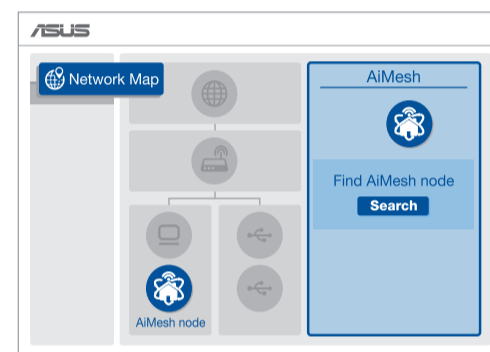 ASUS
Network Map
AiMesh
Find AiMesh node
Search
AiMesh node